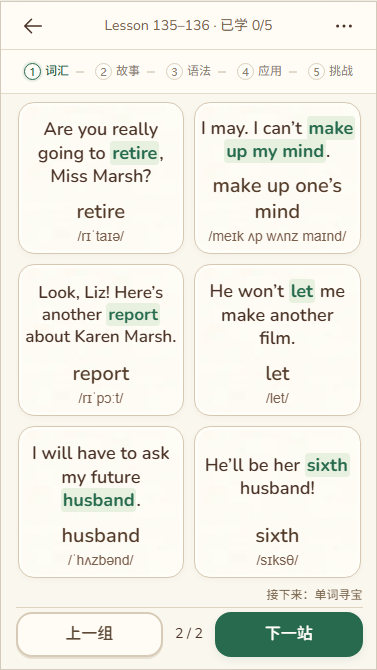 Lesson 135–136 · 已学 0/5
1 词汇 – 2 故事 – 3 语法 – 4 应用 – 5 挑战
Are you really
going to retire,
Miss Marsh?
retire
/rɪˈtaɪə/
I may. I can’t make
up my mind.
make up one’s
mind
/meɪk ʌp wʌnz maɪnd/
Look, Liz! Here’s
another report
about Karen Marsh.
report
/rɪˈpɔːt/
He won’t let me
make another
film.
let
/let/
I will have to ask
my future
husband.
husband
/ˈhʌzbənd/
He’ll be her sixth
husband!
sixth
/sɪksθ/
接下来：单词寻宝
上一组
2 / 2
下一站